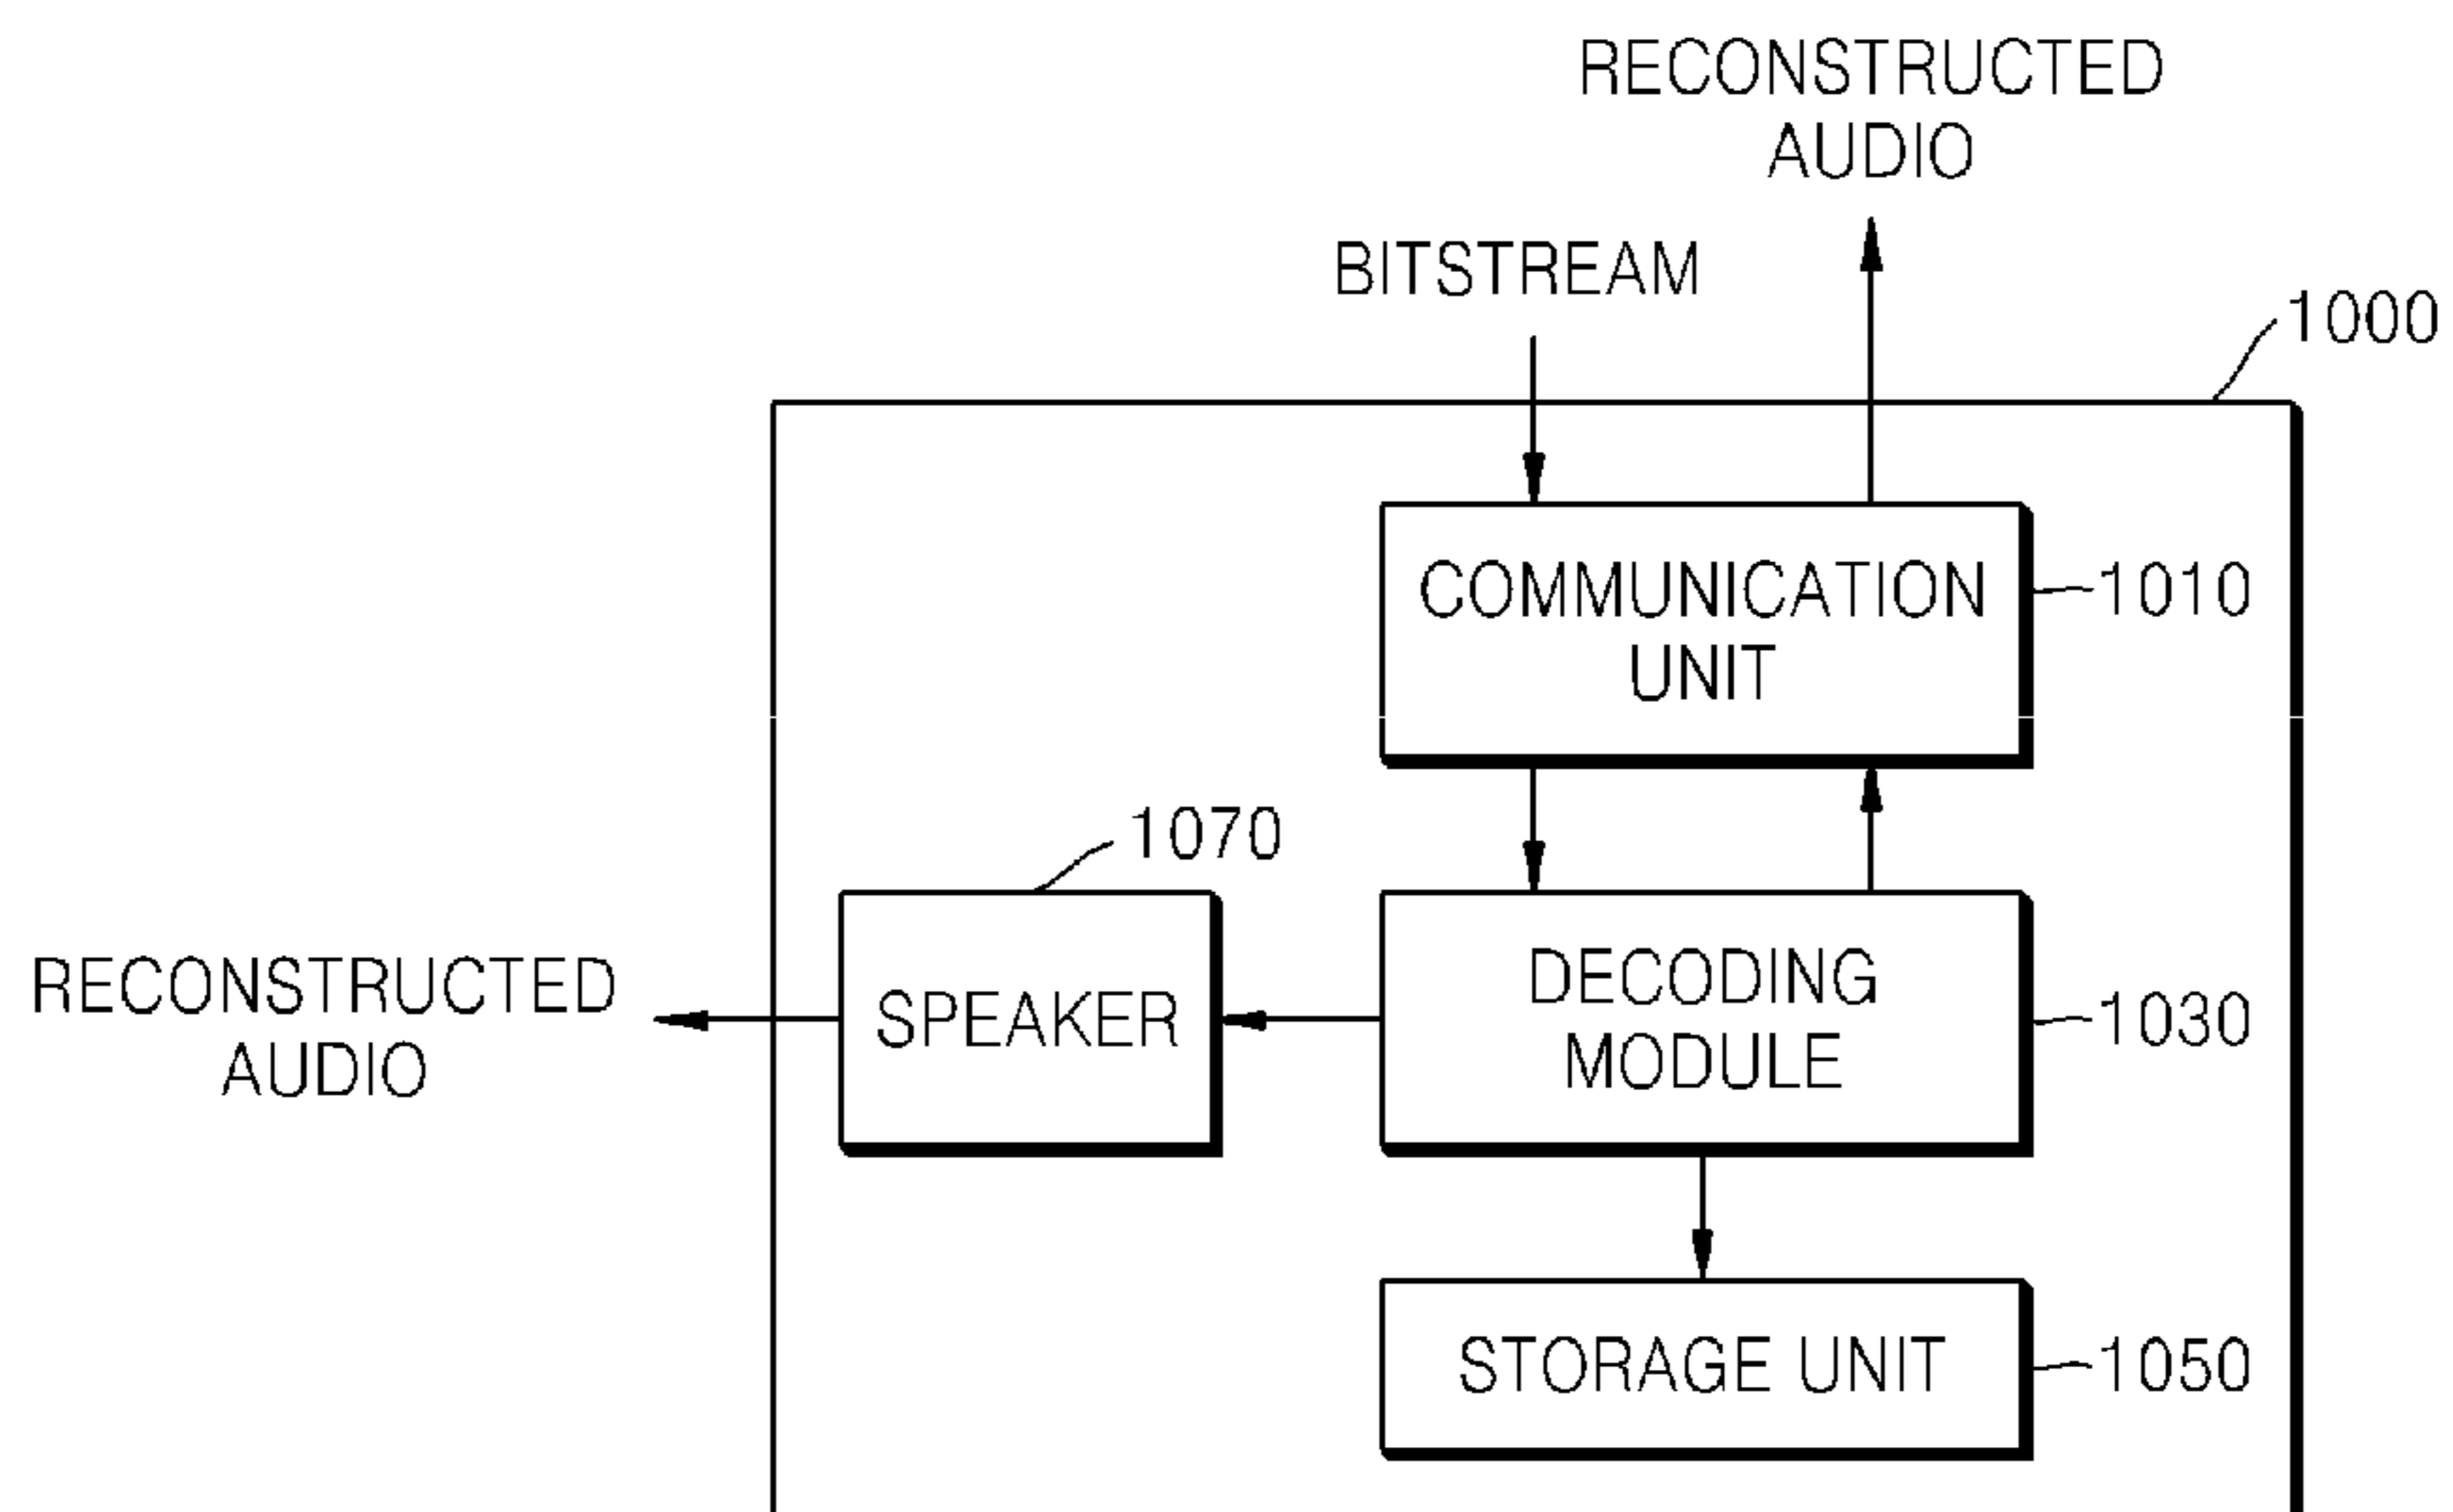 RECONSTRUCTED
AUDIO
BITSTREAM
1000
COMMUNICATION
UNIT
1010
1070
RECONSTRUCTED
AUDIO
SPEAKER
DECODING
MODULE
1030
STORAGE UNIT
1050